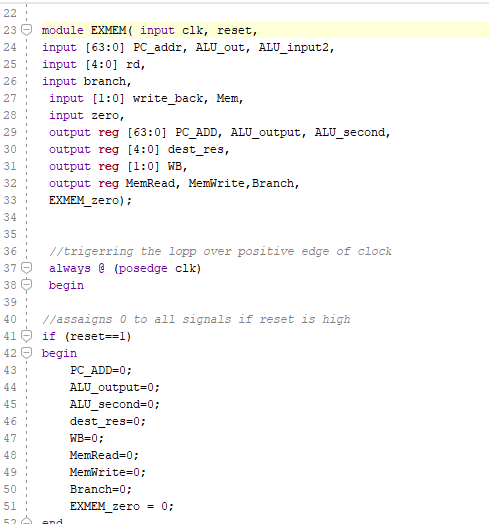 22
23 module EXMEM( input clk, reset,
24 input [63:0] PC_addr, ALU_out, ALU_input2,
25 input [4:0] rd,
26 input branch,
27 input [1:0] write_back, Mem,
28 input zero,
29 output reg [63:0] PC_ADD, ALU_output, ALU_second,
30 output reg [4:0] dest_res,
31 output reg [1:0] WB,
32 output reg MemRead, MemWrite,Branch,
33 EXMEM_zero);
34
35
36 //trigerring the lopp over positive edge of clock
37 always @ (posedge clk)
38 begin
39
40 //assaigns 0 to all signals if reset is high
41 if (reset==1)
42 begin
43 PC_ADD=0;
44 ALU_output=0;
45 ALU_second=0;
46 dest_res=0;
47 WB=0;
48 MemRead=0;
49 MemWrite=0;
50 Branch=0;
51 EXMEM_zero = 0;
52 end